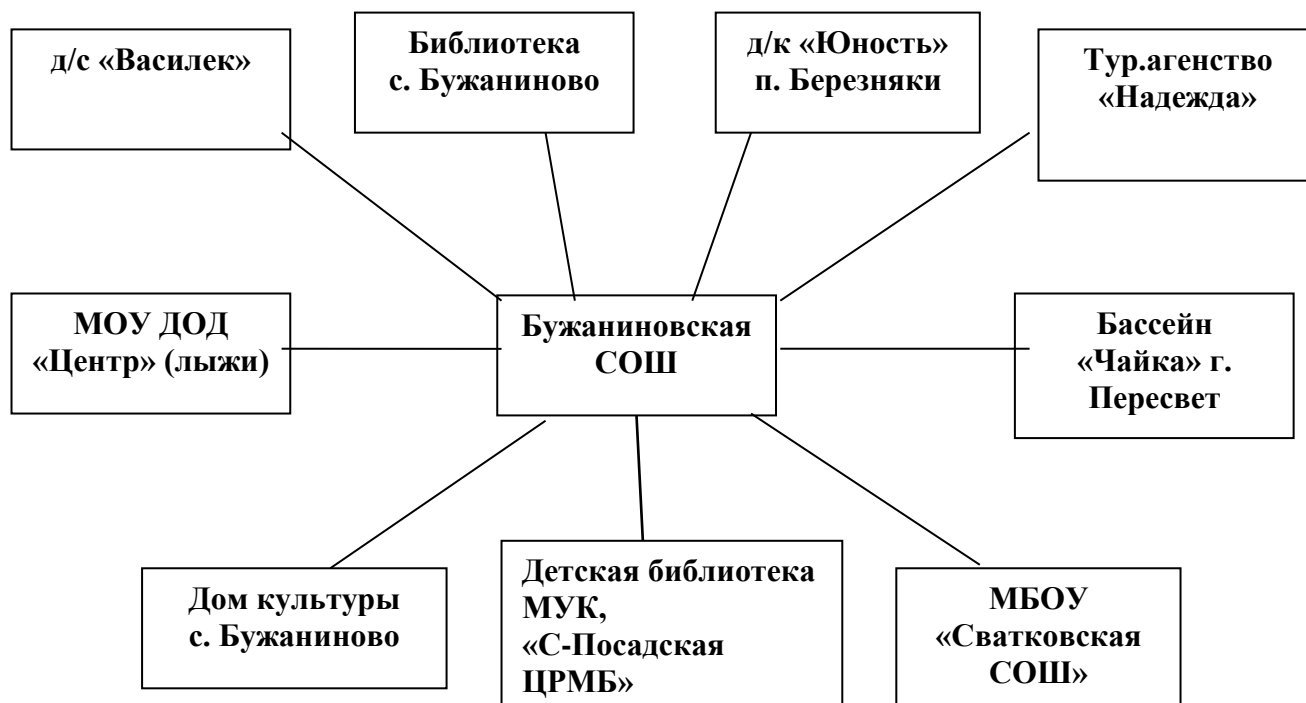 д/с «Василек»
Библиотека
с. Бужаниново
д/к «Юность»
п. Березняки
Тур.агенство
«Надежда»
МОУ ДОД
«Центр» (лыжи)
Бужаниновская
СОШ
Бассейн
«Чайка» г.
Пересвет
Дом культуры
с. Бужаниново
Детская библиотека
МУК,
«С-Посадская
ЦРМБ»
МБОУ
«Сватковская
СОШ»